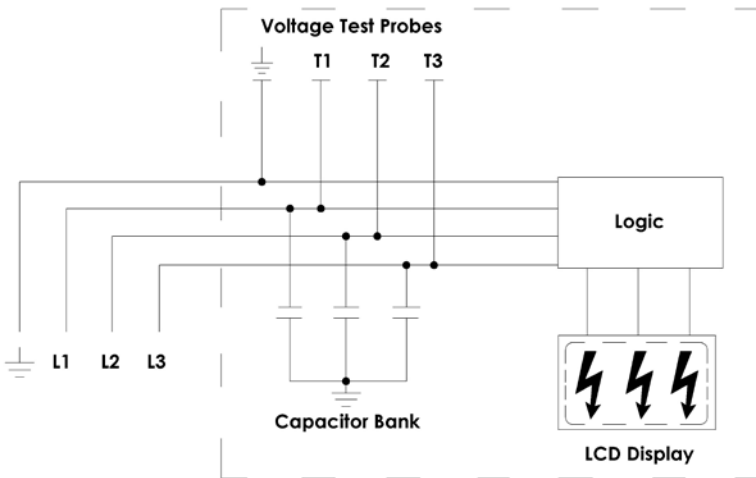 Voltage Test Probes
T1 T2 T3
Logic
L1 L2 L3
Capacitor Bank
LCD Display